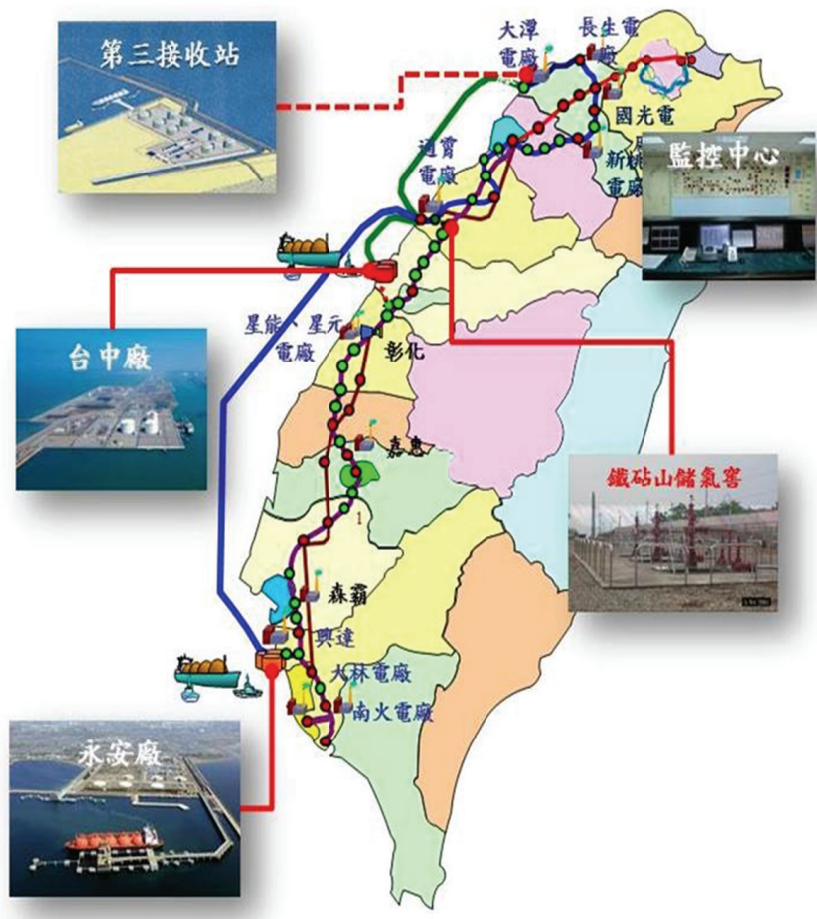 第三接收站
大潭
電廠
長生電
廠
國光電
新桃
電廠
監控中心
通霄
電廠
星能、星元
電廠
彰化
台中廠
嘉惠
鐵砧山儲氣窖
1
森霸
興達
大林電廠
南火電廠
永安廠